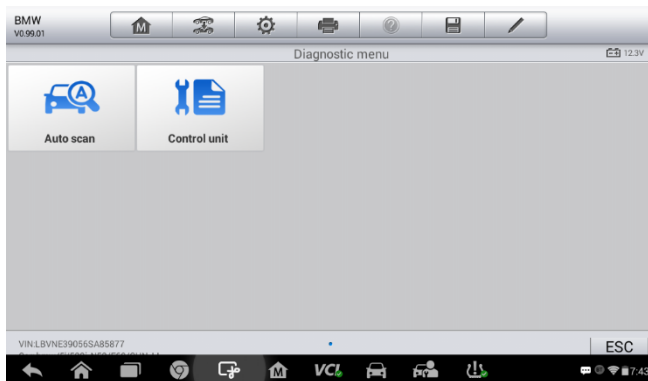 BMW
V0.99.01
M
?
Diagnostic menu
12.3V
A
Auto scan
Control unit
VIN:LBVNE39056SA85877
ESC
M
VCI
7:43